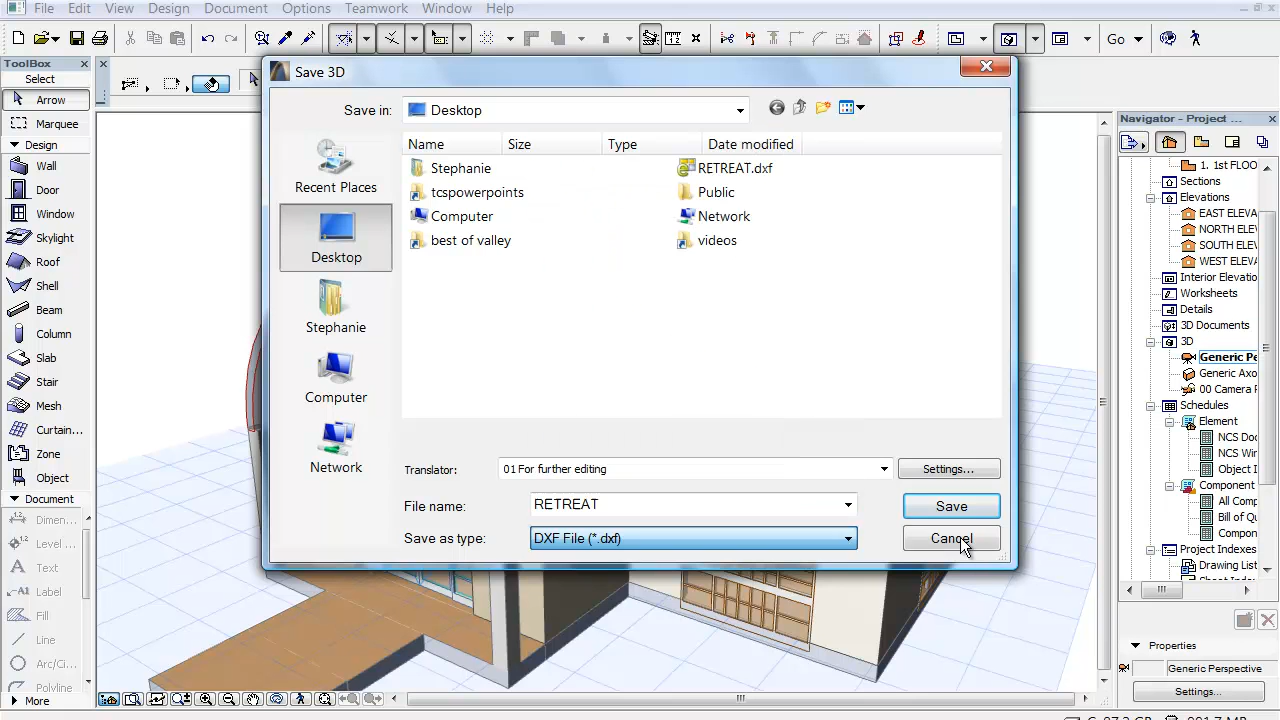 File Edit View Design Document Options Teamwork Window Help
Go
ToolBox
Select
Arrow
Marquee
Design
Wall
Door
Window
Skylight
Roof
Shell
Beam
Column
Slab
Stair
Mesh
Curtain...
Zone
Object
Document
Dimen...
Level ...
Text
Label
Fill
Line
Arc/Ci...
Polyline
More
Save 3D
Save in: Desktop
Name Size Type Date modified
Stephanie RETREAT.dxf
tcspowerpoints Public
Computer Network
best of valley videos
Recent Places
Desktop
Stephanie
Computer
Network
Translator: 01 For further editing Settings...
File name: RETREAT Save
Save as type: DXF File (*.dxf) Cancel
Navigator - Project ...
1. 1st FLOO
Sections
Elevations
EAST ELEVA
NORTH ELEV
SOUTH ELEV
WEST ELEVA
Interior Elevatio
Worksheets
Details
3D Documents
3D
Generic Pe
Generic Axo
00 Camera P
Schedules
Element
NCS Doo
NCS Win
Object I
Component
All Comp
Bill of Qu
Compon
Project Indexes
Drawing List
Properties
Generic Perspective
Settings...